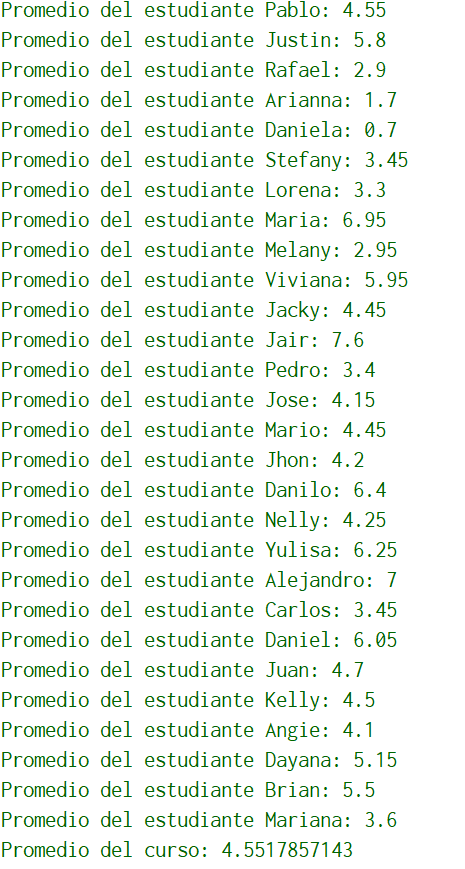 Promedio del estudiante Pablo: 4.55
Promedio del estudiante Justin: 5.8
Promedio del estudiante Rafael: 2.9
Promedio del estudiante Arianna: 1.7
Promedio del estudiante Daniela: 0.7
Promedio del estudiante Stefany: 3.45
Promedio del estudiante Lorena: 3.3
Promedio del estudiante Maria: 6.95
Promedio del estudiante Melany: 2.95
Promedio del estudiante Viviana: 5.95
Promedio del estudiante Jacky: 4.45
Promedio del estudiante Jair: 7.6
Promedio del estudiante Pedro: 3.4
Promedio del estudiante Jose: 4.15
Promedio del estudiante Mario: 4.45
Promedio del estudiante Jhon: 4.2
Promedio del estudiante Danilo: 6.4
Promedio del estudiante Nelly: 4.25
Promedio del estudiante Yulisa: 6.25
Promedio del estudiante Alejandro: 7
Promedio del estudiante Carlos: 3.45
Promedio del estudiante Daniel: 6.05
Promedio del estudiante Juan: 4.7
Promedio del estudiante Kelly: 4.5
Promedio del estudiante Angie: 4.1
Promedio del estudiante Dayana: 5.15
Promedio del estudiante Brian: 5.5
Promedio del estudiante Mariana: 3.6
Promedio del curso: 4.5517857143